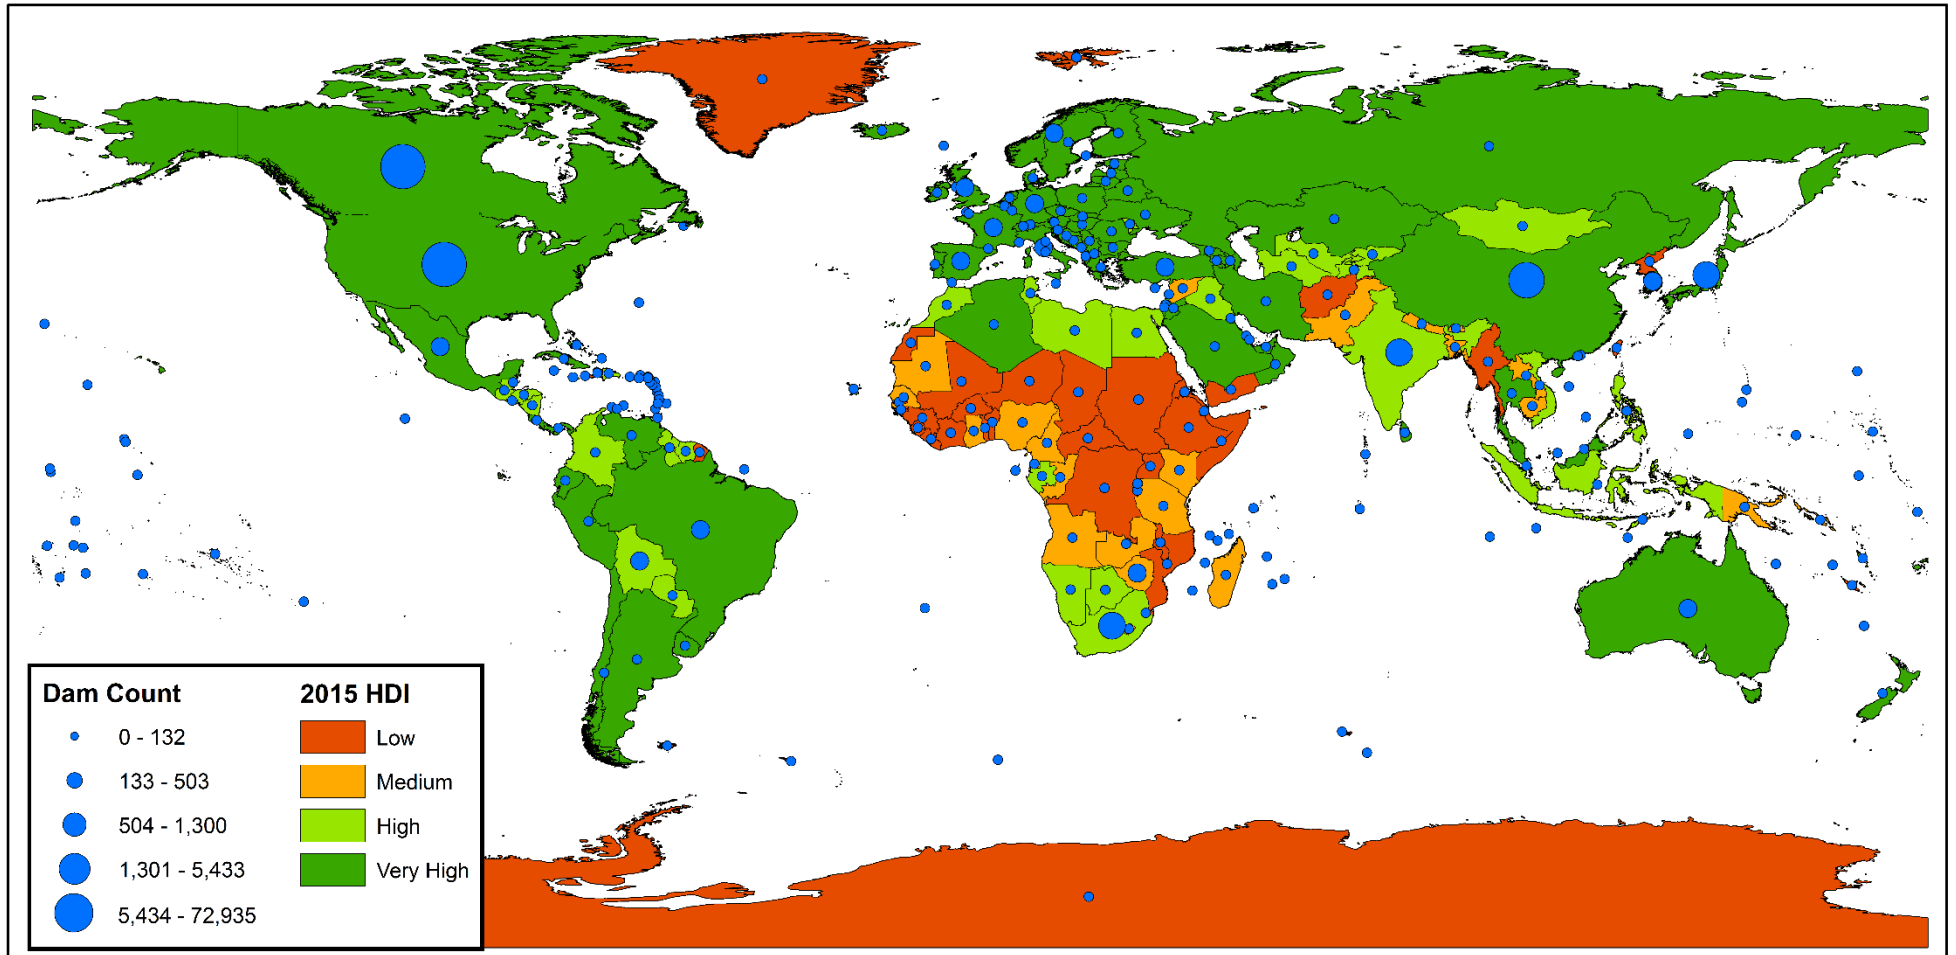 Dam Count
0 - 132
133 - 503
504 - 1,300
1,301 - 5,433
5,434 - 72,935
2015 HDI
Low
Medium
High
Very High